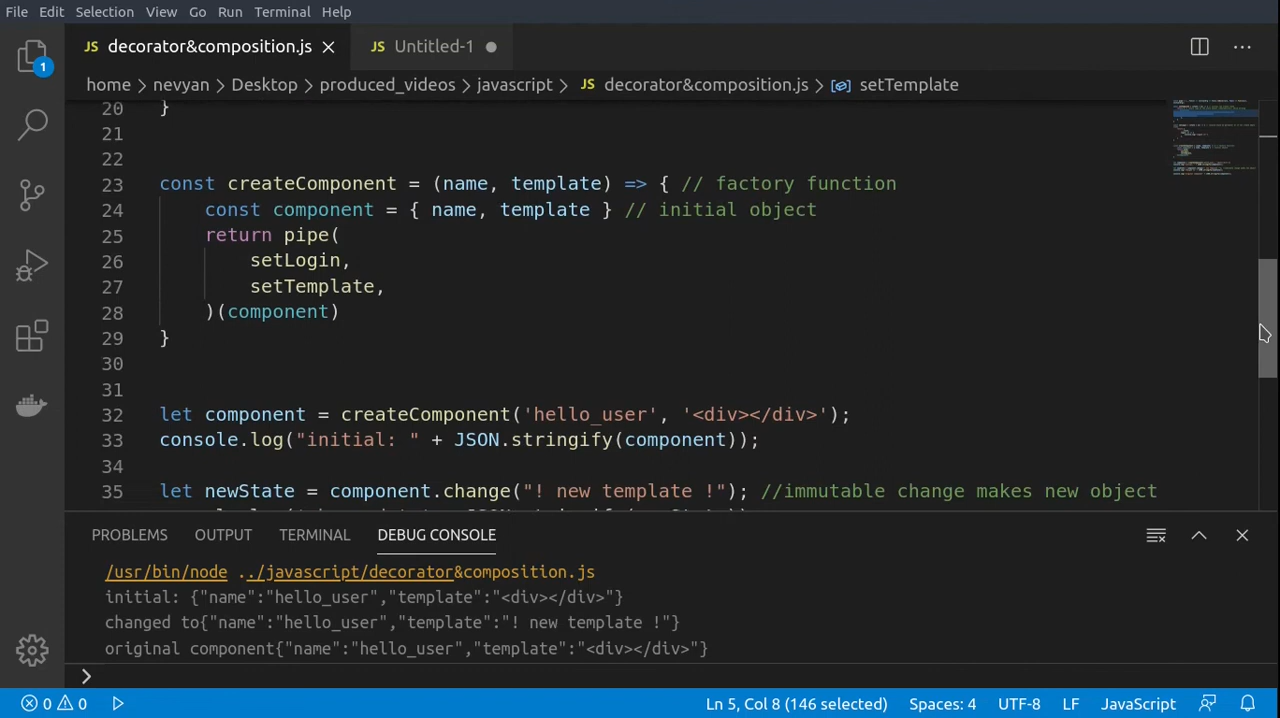 File Edit Selection View Go Run Terminal Help
JS decorator&composition.js JS Untitled-1
home > nevyan > Desktop > produced_videos > javascript > JS decorator&composition.js > setTemplate
20 }
21
22
23 const createComponent = (name, template) => { // factory function
24 const component = { name, template } // initial object
25 return pipe(
26 setLogin,
27 setTemplate,
28 )(component)
29 }
30
31
32 let component = createComponent('hello_user', '<div></div>');
33 console.log("initial: " + JSON.stringify(component));
34
35 let newState = component.change("! new template !"); //immutable change makes new object
1
PROBLEMS OUTPUT TERMINAL DEBUG CONSOLE
/usr/bin/node ../javascript/decorator&composition.js
initial: {"name":"hello_user","template":"<div></div>"}
changed to{"name":"hello_user","template":"! new template !"}
original component{"name":"hello_user","template":"<div></div>"}
>
0 0 Ln 5, Col 8 (146 selected) Spaces: 4 UTF-8 LF JavaScript